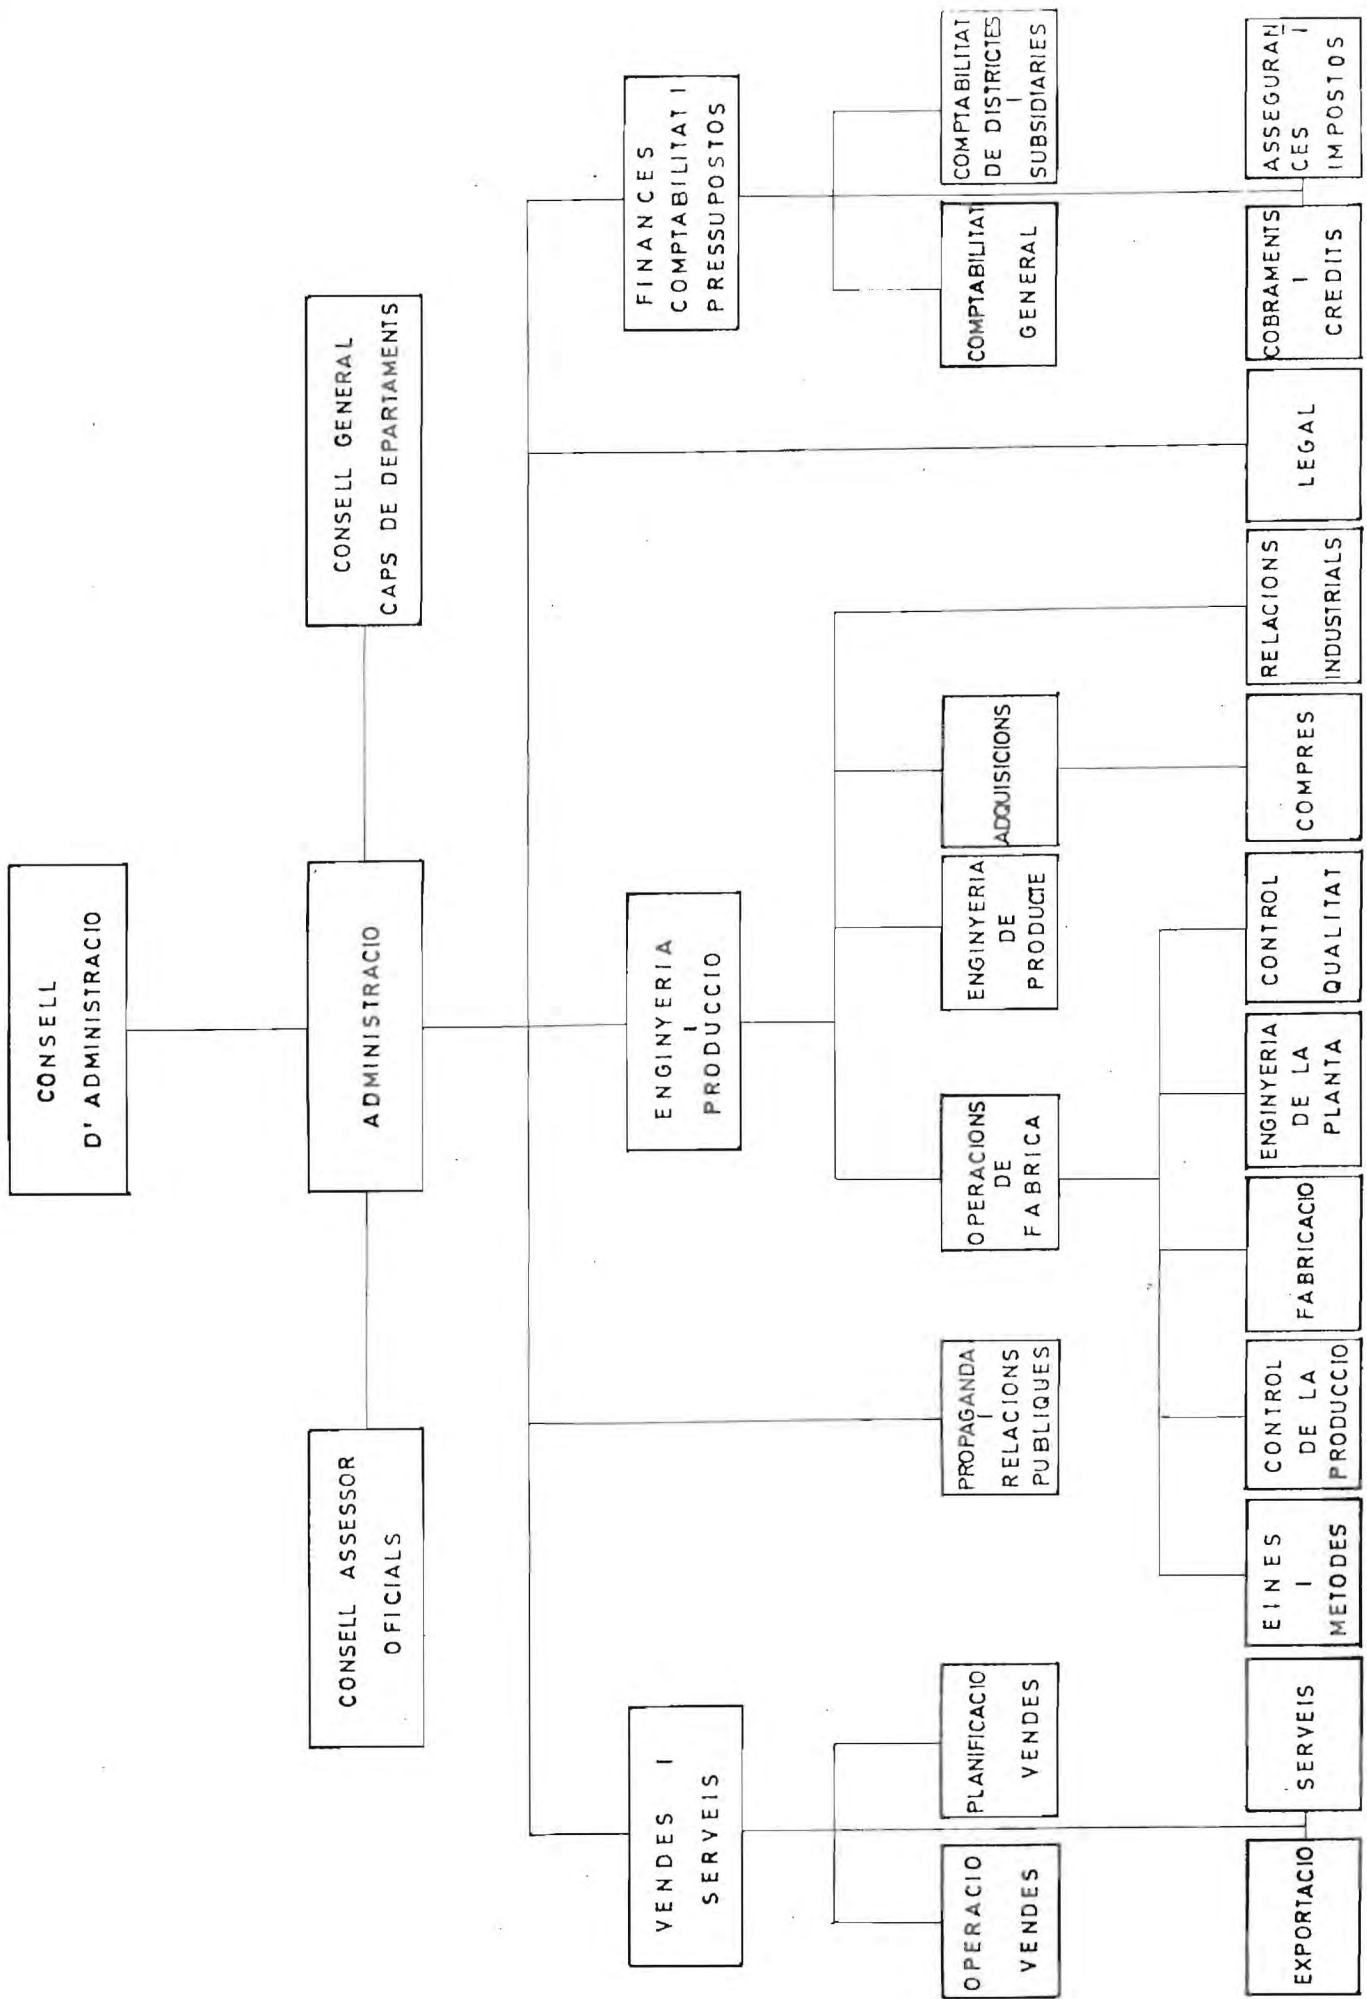 CONSELL
D' ADMINISTRACIO
CONSELL ASSESSOR
OFICIALS
ADMINISTRACIO
CONSELL GENERAL
CAPS DE DEPARTAMENTS
VENDES I
SERVEIS
ENGINYERIA
I
PRODUCCIO
FINANCES
COMPTABILITAT I
PRESSUPOSTOS
OPERACIO
VENDES
PLANIFICACIO
VENDES
PROPAGANDA
I
RELACIONS
PUBLIQUES
OPERACIONS
DE
FABRICA
ENGINYERIA
DE
PRODUCTE
ADQUISICIONS
COMPTABILITAT
GENERAL
COMPTABILITAT
DE DISTRICTES
I
SUBSIDIARIES
EXPORTACIO
SERVEIS
EINES
I
METODES
CONTROL
DE LA
PRODUCCIO
FABRICACIO
ENGINYERIA
DE LA
PLANTA
CONTROL
QUALITAT
COMPRES
RELACIONS
INDUSTRIALS
LEGAL
COBRAMENTS
I
CREDITS
ASSEGURAN
CES I
IMPOSTOS